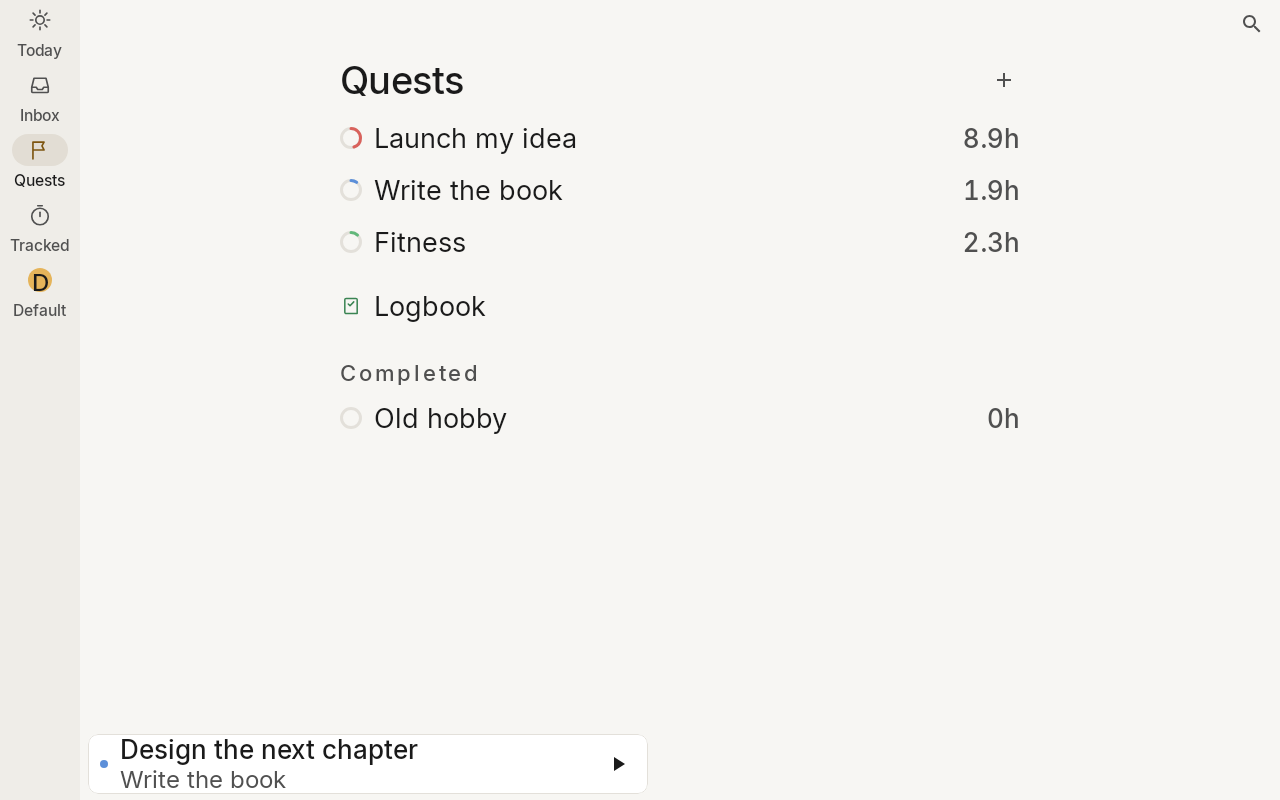 Today
Inbox
Quests
Tracked
D
Default
Quests
Launch my idea 8.9h
Write the book 1.9h
Fitness 2.3h
Logbook
Completed
Old hobby 0h
Design the next chapter
Write the book